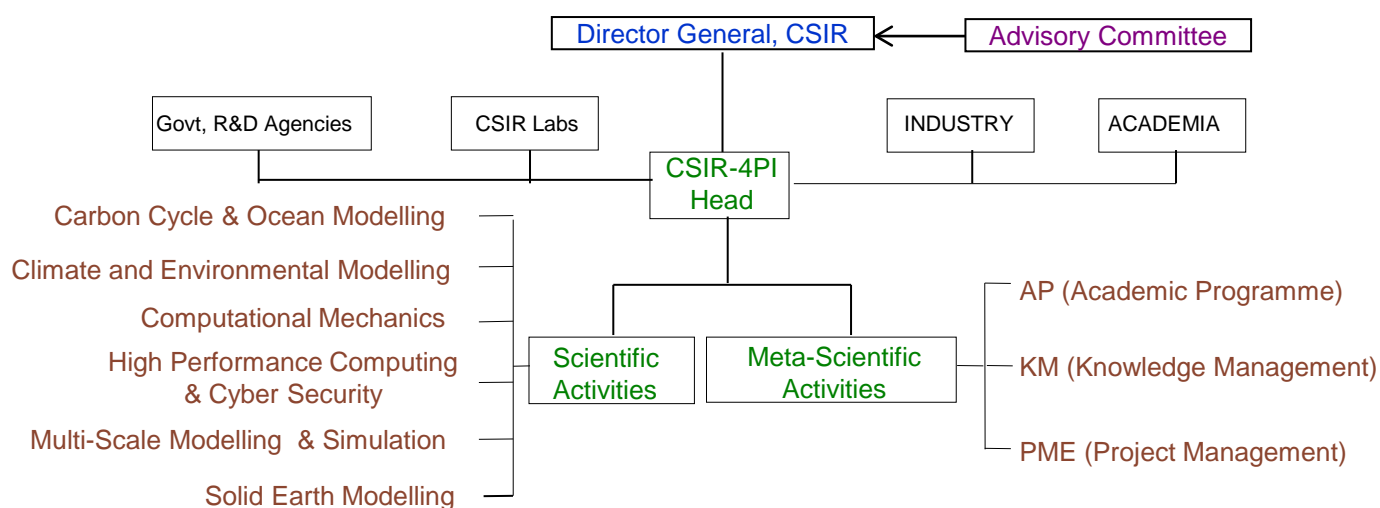 Director General, CSIR
Advisory Committee
Govt, R&D Agencies
CSIR Labs
INDUSTRY
ACADEMIA
CSIR-4PI
Head
Carbon Cycle & Ocean Modelling
Climate and Environmental Modelling
Computational Mechanics
High Performance Computing
& Cyber Security
Multi-Scale Modelling & Simulation
Solid Earth Modelling
Scientific
Activities
Meta-Scientific
Activities
AP (Academic Programme)
KM (Knowledge Management)
PME (Project Management)